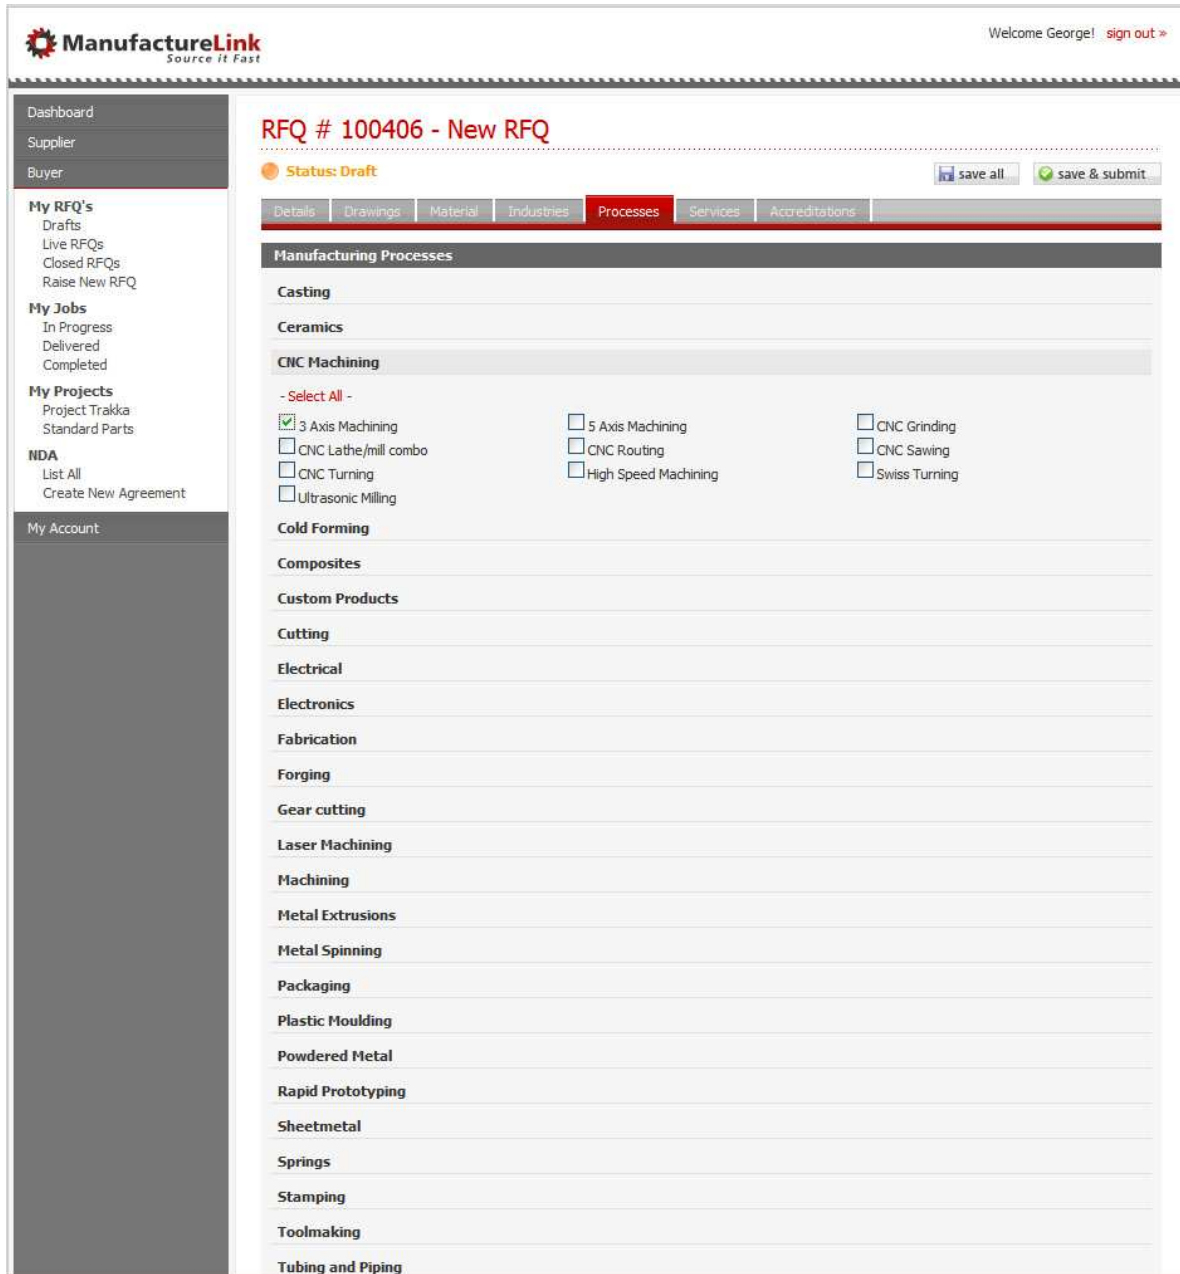 ManufactureLink
Source it Fast
Welcome George! sign out »
Dashboard
Supplier
Buyer
My RFQ's
Drafts
Live RFQs
Closed RFQs
Raise New RFQ
My Jobs
In Progress
Delivered
Completed
My Projects
Project Trakka
Standard Parts
NDA
List All
Create New Agreement
My Account
RFQ # 100406 - New RFQ
Status: Draft
save all
save & submit
Details Drawings Material Industries Processes Services Accreditations
Manufacturing Processes
Casting
Ceramics
CNC Machining
- Select All -
3 Axis Machining 5 Axis Machining CNC Grinding
CNC Lathe/mill combo CNC Routing CNC Sawing
CNC Turning High Speed Machining Swiss Turning
Ultrasonic Milling
Cold Forming
Composites
Custom Products
Cutting
Electrical
Electronics
Fabrication
Forging
Gear cutting
Laser Machining
Machining
Metal Extrusions
Metal Spinning
Packaging
Plastic Moulding
Powdered Metal
Rapid Prototyping
Sheetmetal
Springs
Stamping
Toolmaking
Tubing and Piping